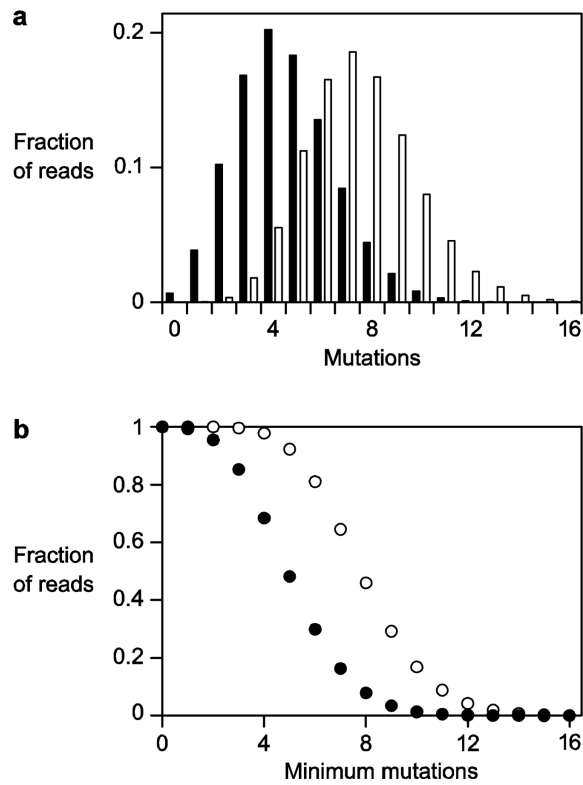 a
0.2
Fraction
of reads
0.1
0
0 4 8 12 16
Mutations
b
1
0.8
0.6
Fraction
of reads
0.4
0.2
0
0 4 8 12 16
Minimum mutations